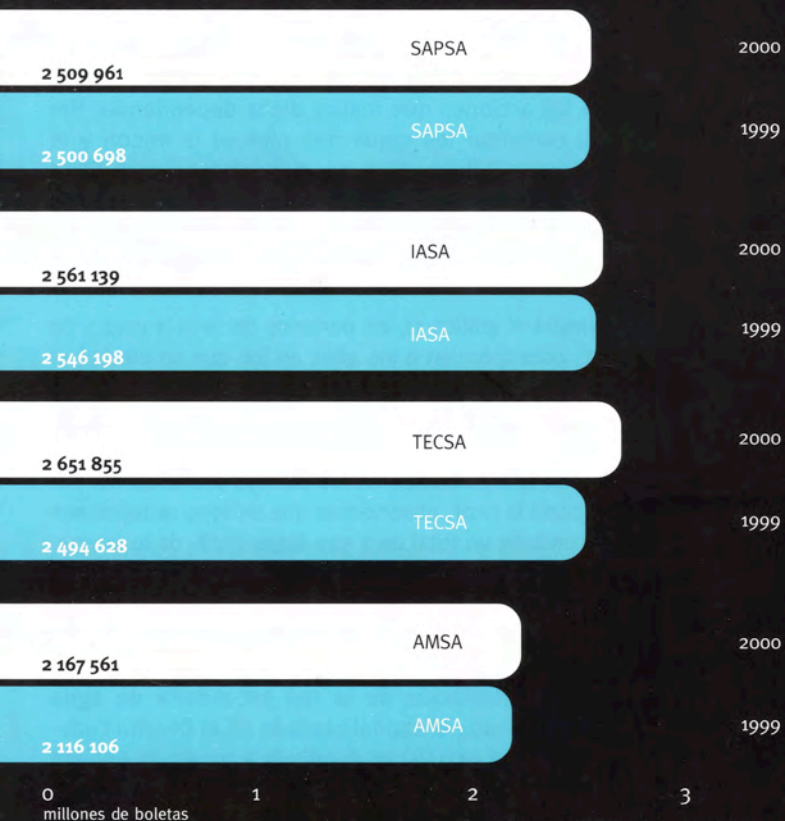 SAPSA 2000
2 509 961
SAPSA 1999
2 500 698
IASA 2000
2 561 139
IASA 1999
2 546 198
TECSA 2000
2 651 855
TECSA 1999
2 494 628
AMSA 2000
2 167 561
AMSA 1999
2 116 106
0 1 2 3
millones de boletas